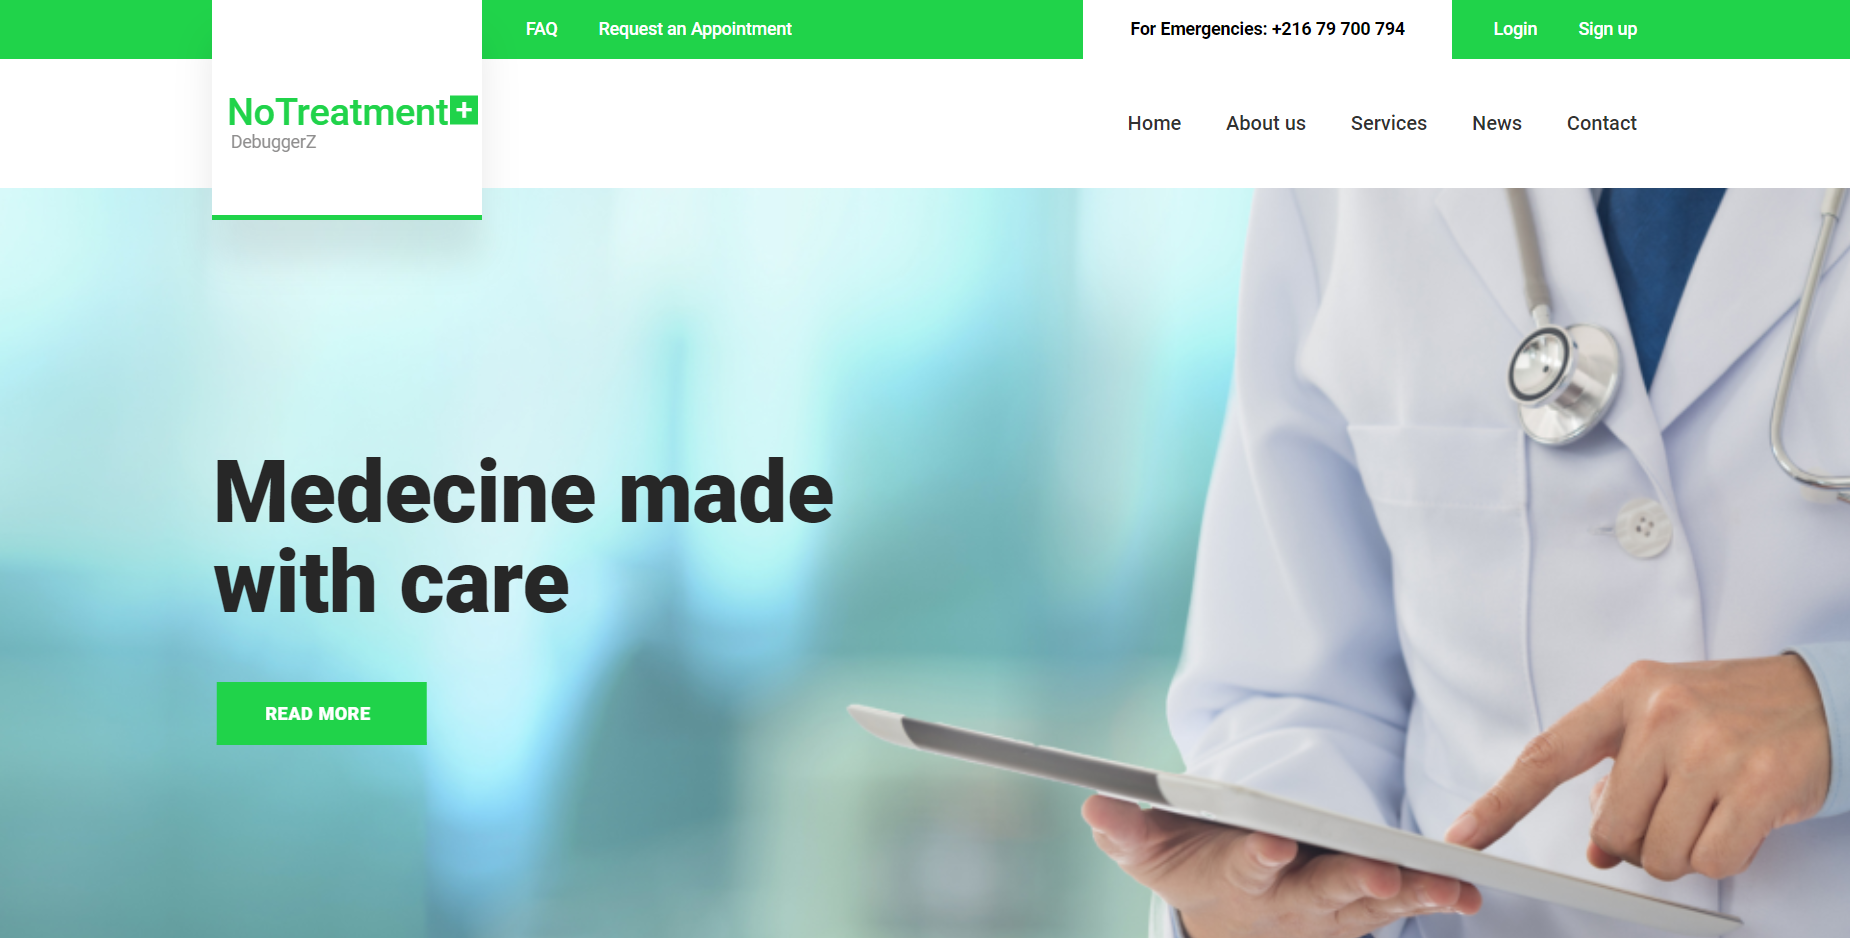 FAQ
Request an Appointment
For Emergencies: +216 79 700 794
Login
Sign up
NoTreatment+
DebuggerZ
Home
About us
Services
News
Contact
Medecine made
with care
READ MORE